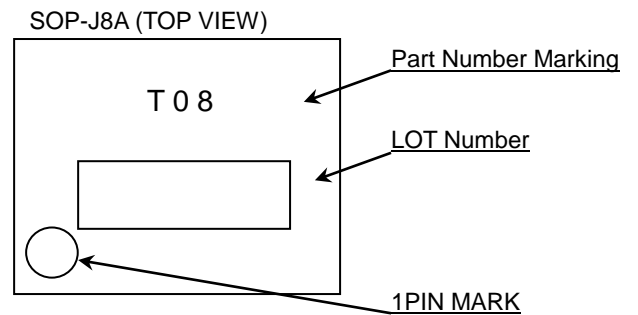 SOP-J8A (TOP VIEW)
Part Number Marking
T 0 8
LOT Number
1PIN MARK